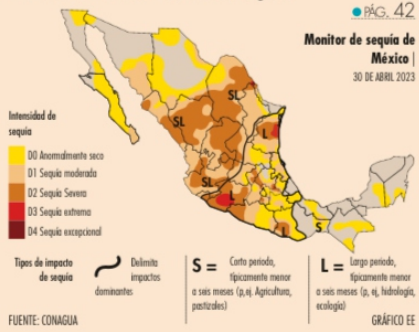 PÁG. 42
Monitor de sequía de
México |
30 DE ABRIL 2023
SL
SL
L
SL
L
L
S
Intensidad de
sequía
D0 Anormalmente seco
D1 Sequía moderada
D2 Sequía Severa
D3 Sequía extrema
D4 Sequía excepcional
Tipos de impacto
de sequía
Delimita
impactos
dominantes
S =
Corto periodo,
típicamente menor
a seis meses (p,ej. Agricultura,
pastizales)
L =
Largo periodo,
típicamente menor
a seis meses (p, ej, hidrología,
ecología)
FUENTE: CONAGUA
GRÁFICO EE